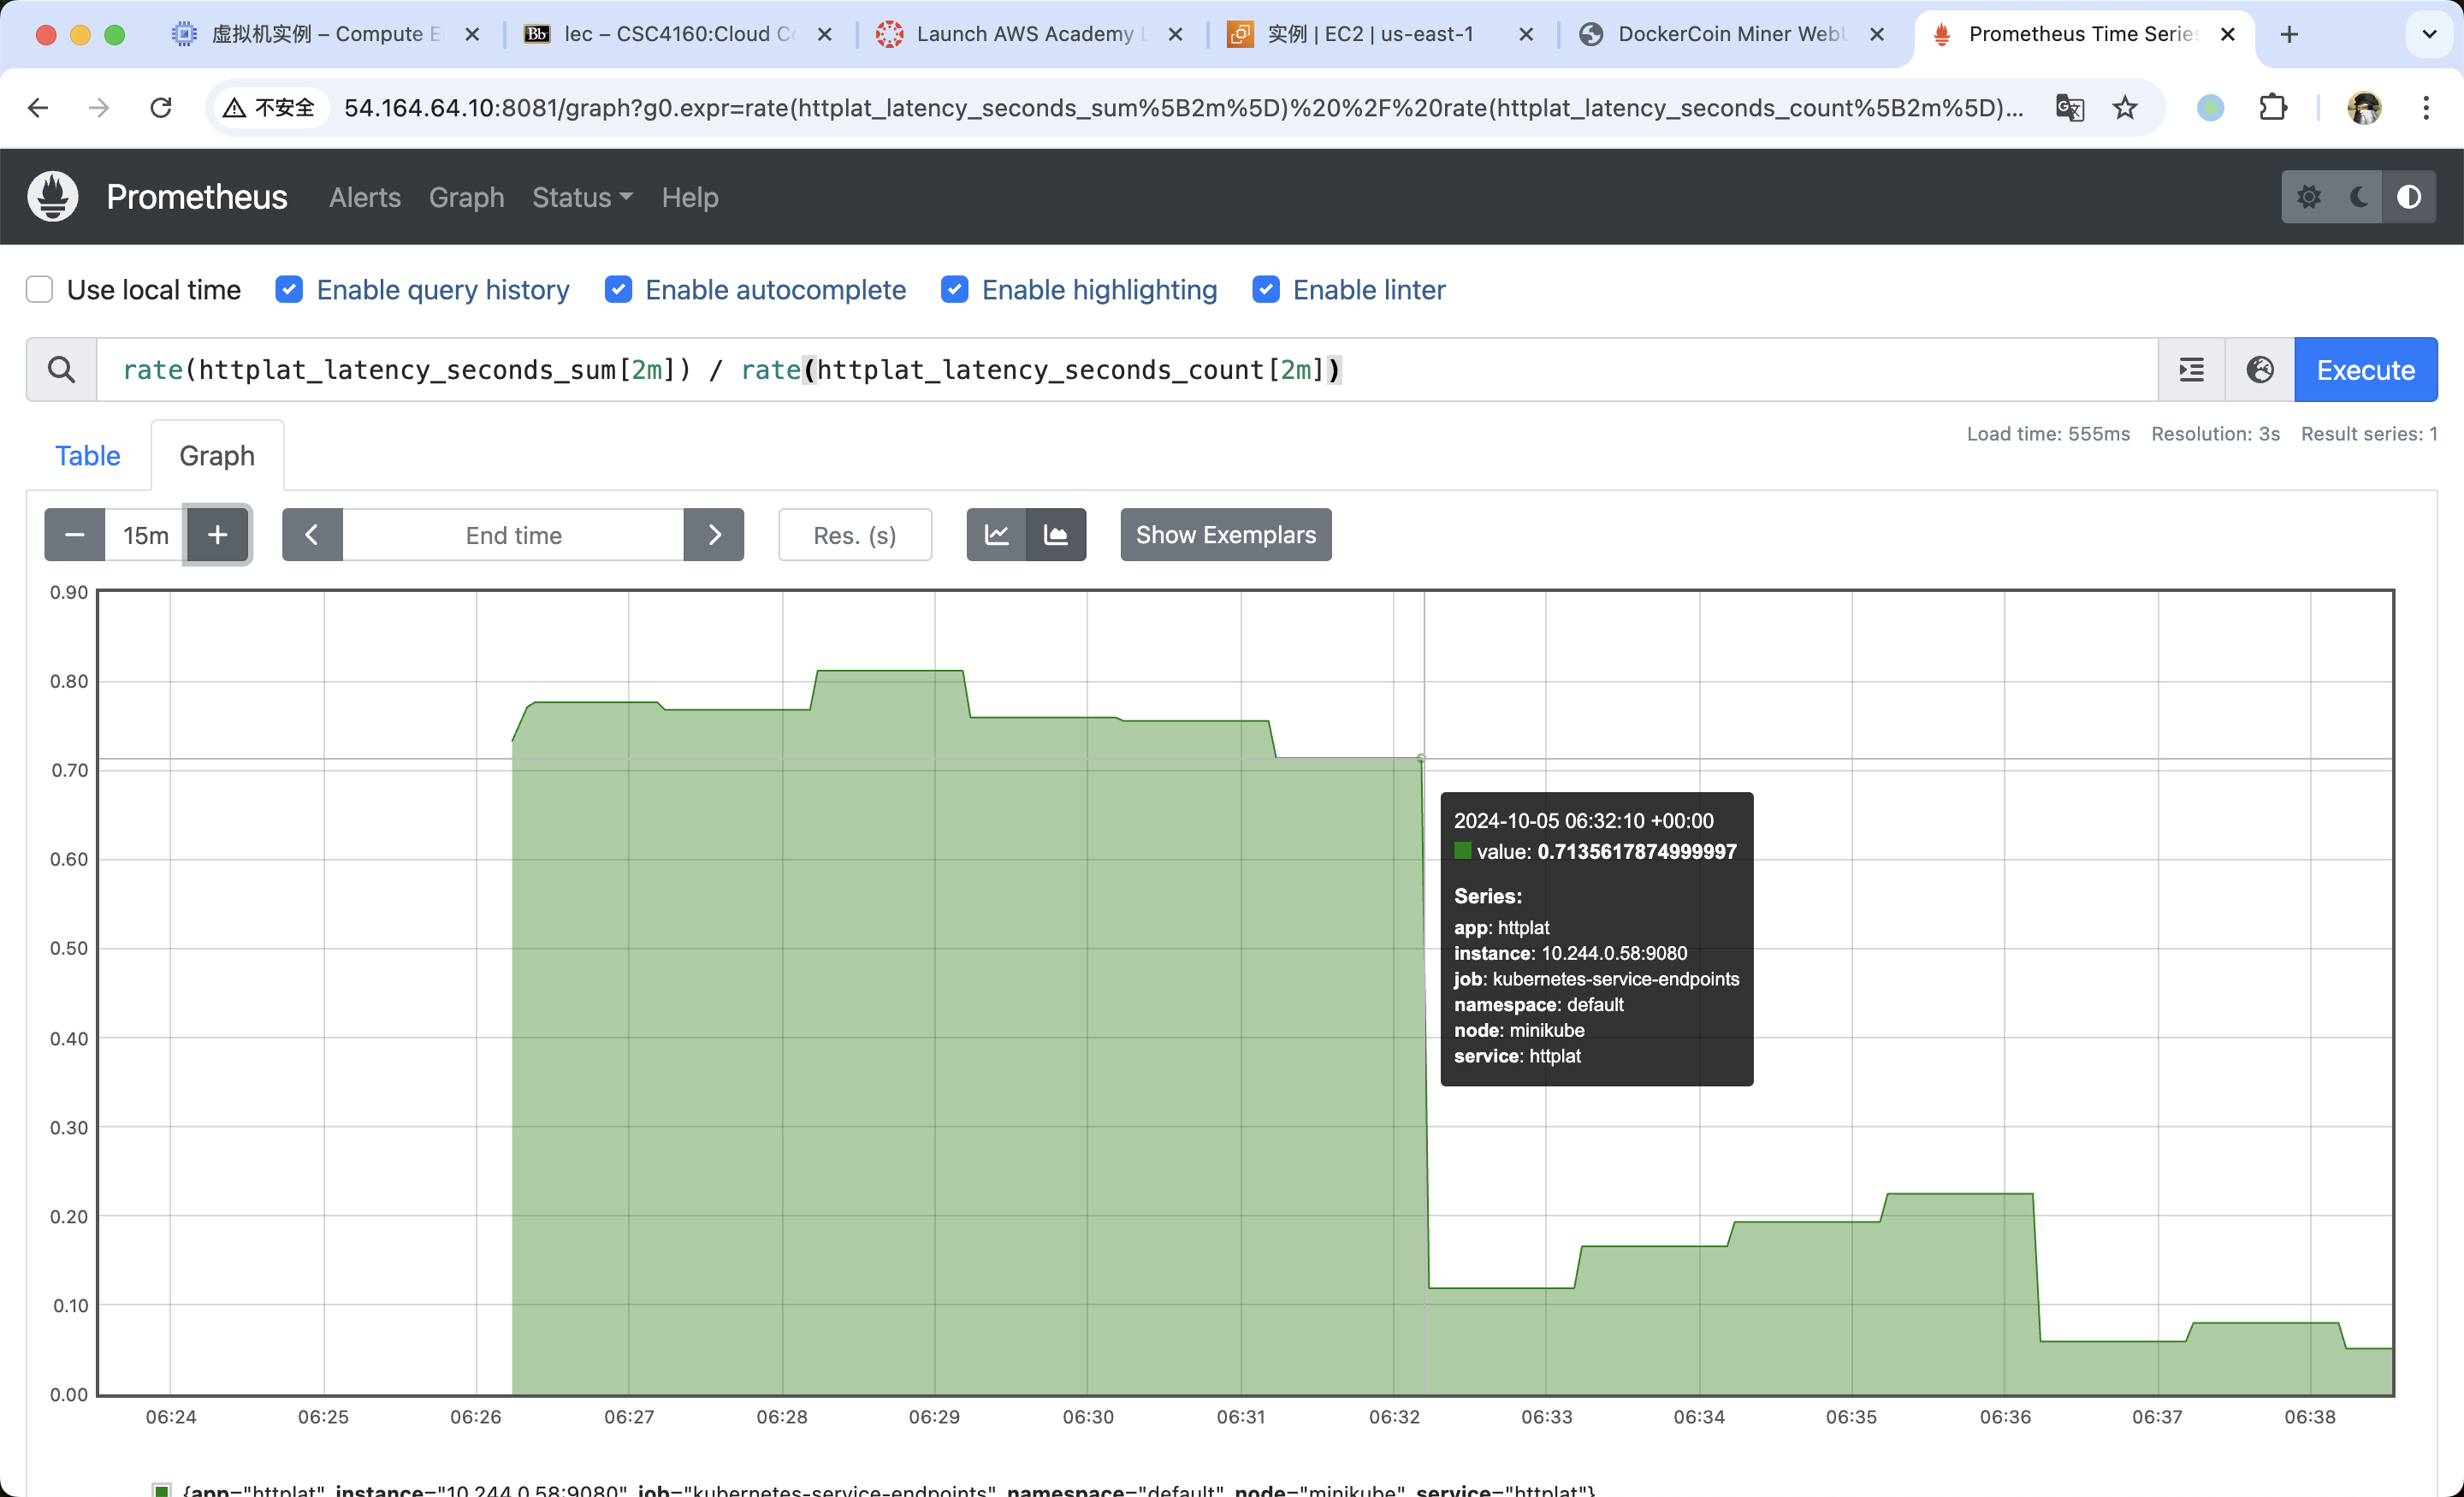 虚拟机实例 – Compute E
lec – CSC4160:Cloud C
Launch AWS Academy L
实例 | EC2 | us-east-1
DockerCoin Miner WebU
Prometheus Time Series
不安全
54.164.64.10:8081/graph?g0.expr=rate(httplat_latency_seconds_sum%5B2m%5D)%20%2F%20rate(httplat_latency_seconds_count%5B2m%5D)...
Prometheus
Alerts
Graph
Status
Help
Use local time
Enable query history
Enable autocomplete
Enable highlighting
Enable linter
rate(httplat_latency_seconds_sum[2m]) / rate(httplat_latency_seconds_count[2m])
Execute
Table
Graph
Load time: 555ms
Resolution: 3s
Result series: 1
15m
End time
Res. (s)
Show Exemplars
0.90
0.80
0.70
0.60
0.50
0.40
0.30
0.20
0.10
0.00
2024-10-05 06:32:10 +00:00
value: 0.7135617874999997
Series:
app: httplat
instance: 10.244.0.58:9080
job: kubernetes-service-endpoints
namespace: default
node: minikube
service: httplat
06:24
06:25
06:26
06:27
06:28
06:29
06:30
06:31
06:32
06:33
06:34
06:35
06:36
06:37
06:38
{app="httplat", instance="10.244.0.58:9080", job="kubernetes-service-endpoints", namespace="default", node="minikube", service="httplat"}